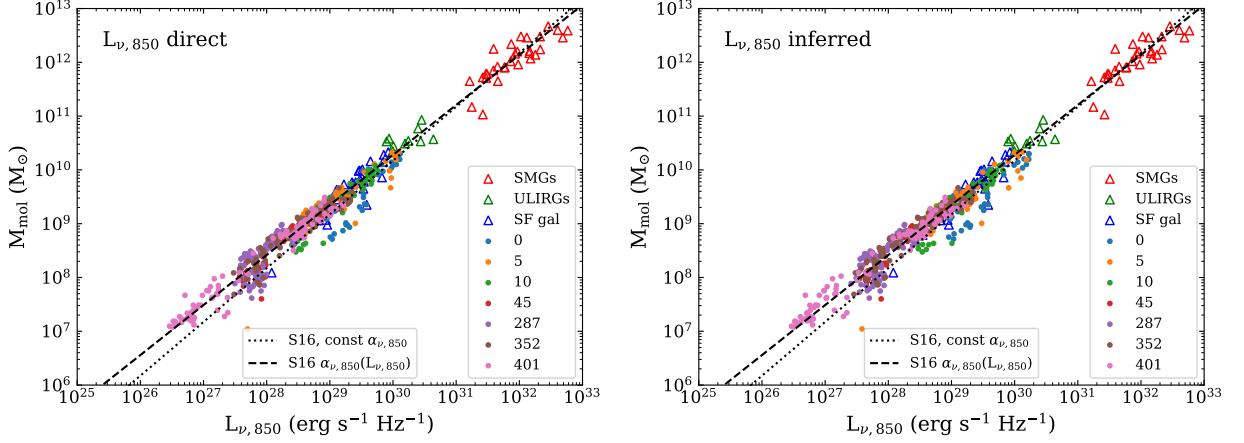 L_ν,850 direct
M_mol (M_⊙)
10^13
10^12
10^11
10^10
10^9
10^8
10^7
10^6
SMGs
ULIRGs
SF gal
0
5
10
45
287
352
401
S16, const α_ν,850
S16 α_ν,850(L_ν,850)
10^25 10^26 10^27 10^28 10^29 10^30 10^31 10^32 10^33
L_ν,850 (erg s^−1 Hz^−1)
L_ν,850 inferred
M_mol (M_⊙)
10^13
10^12
10^11
10^10
10^9
10^8
10^7
10^6
SMGs
ULIRGs
SF gal
0
5
10
45
287
352
401
S16, const α_ν,850
S16 α_ν,850(L_ν,850)
10^25 10^26 10^27 10^28 10^29 10^30 10^31 10^32 10^33
L_ν,850 (erg s^−1 Hz^−1)